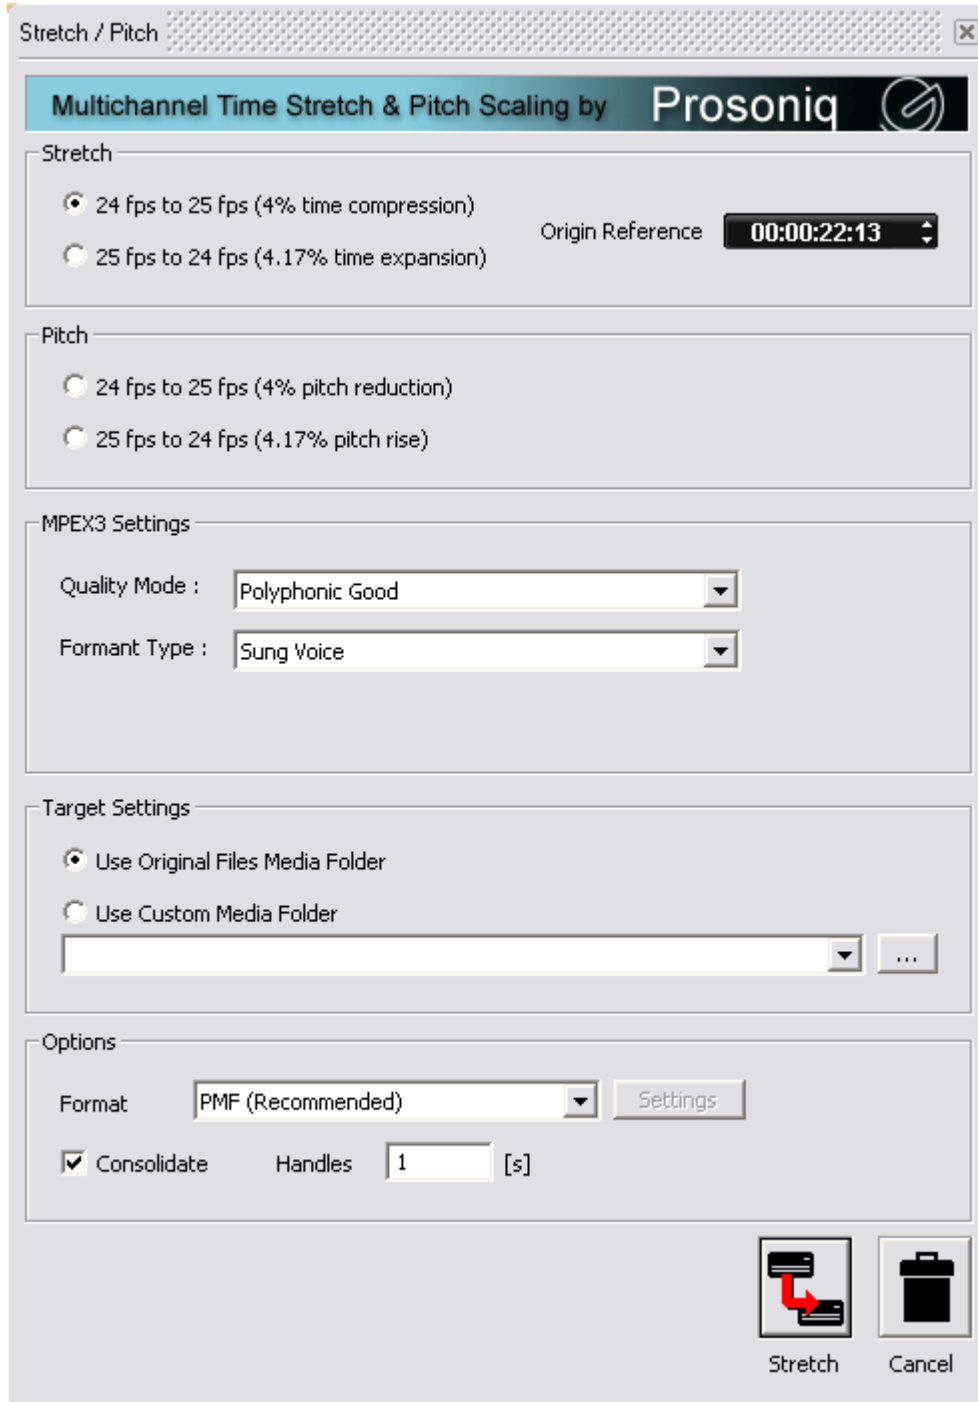 Stretch / Pitch
Multichannel Time Stretch & Pitch Scaling by Prosoniq
Stretch
24 fps to 25 fps (4% time compression)
Origin Reference 00:00:22:13
25 fps to 24 fps (4.17% time expansion)
Pitch
24 fps to 25 fps (4% pitch reduction)
25 fps to 24 fps (4.17% pitch rise)
MPEX3 Settings
Quality Mode : Polyphonic Good
Formant Type : Sung Voice
Target Settings
Use Original Files Media Folder
Use Custom Media Folder
...
Options
Format PMF (Recommended) Settings
Consolidate Handles 1 [s]
Stretch Cancel